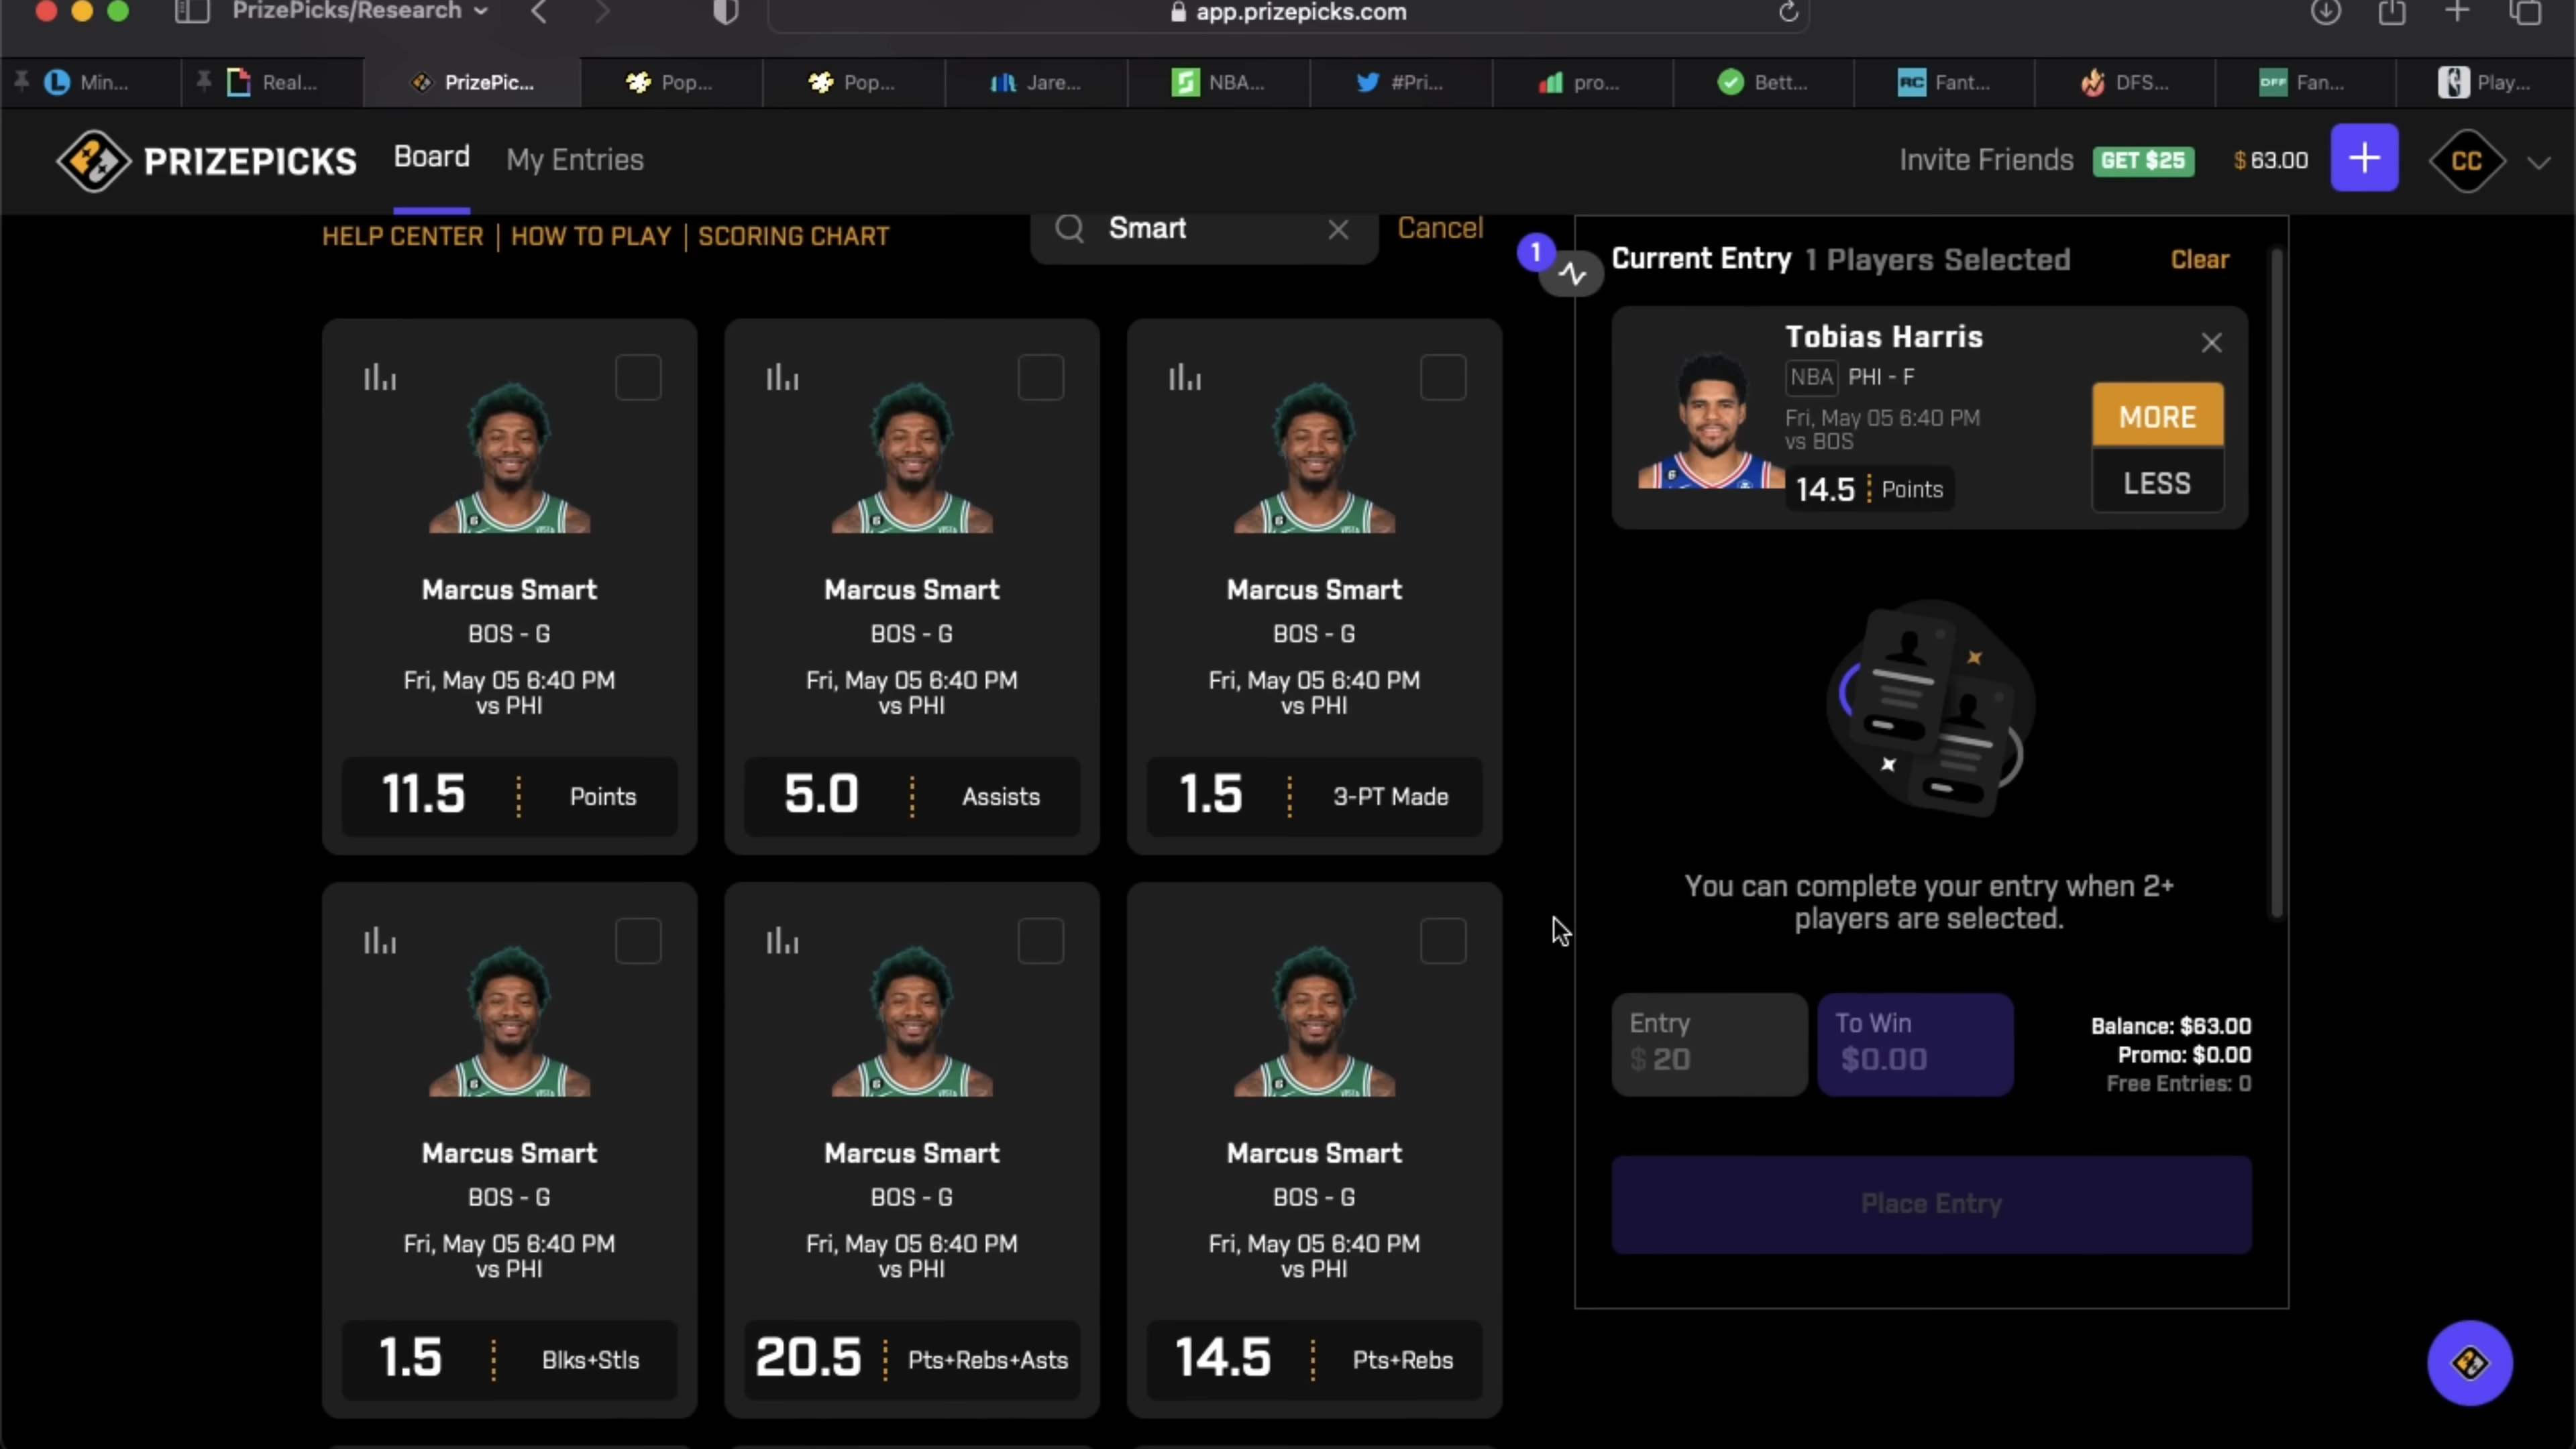 PrizePicks/Research
app.prizepicks.com
Min...
Real...
PrizePic...
Pop...
Pop...
Jare...
NBA...
#Pri...
pro...
Bett...
RC Fant...
DFS...
DFF Fan...
Play...
PRIZEPICKS
Board
My Entries
Invite Friends GET $25
$ 63.00
+
CC
HELP CENTER | HOW TO PLAY | SCORING CHART
Smart
Cancel
Marcus Smart
BOS - G
Fri, May 05 6:40 PM
vs PHI
11.5 Points
Marcus Smart
BOS - G
Fri, May 05 6:40 PM
vs PHI
5.0 Assists
Marcus Smart
BOS - G
Fri, May 05 6:40 PM
vs PHI
1.5 3-PT Made
Marcus Smart
BOS - G
Fri, May 05 6:40 PM
vs PHI
1.5 Blks+Stls
Marcus Smart
BOS - G
Fri, May 05 6:40 PM
vs PHI
20.5 Pts+Rebs+Asts
Marcus Smart
BOS - G
Fri, May 05 6:40 PM
vs PHI
14.5 Pts+Rebs
1
Current Entry 1 Players Selected
Clear
Tobias Harris
NBA PHI - F
Fri, May 05 6:40 PM
vs BOS
14.5 Points
MORE
LESS
You can complete your entry when 2+
players are selected.
Entry
$ 20
To Win
$0.00
Balance: $63.00
Promo: $0.00
Free Entries: 0
Place Entry